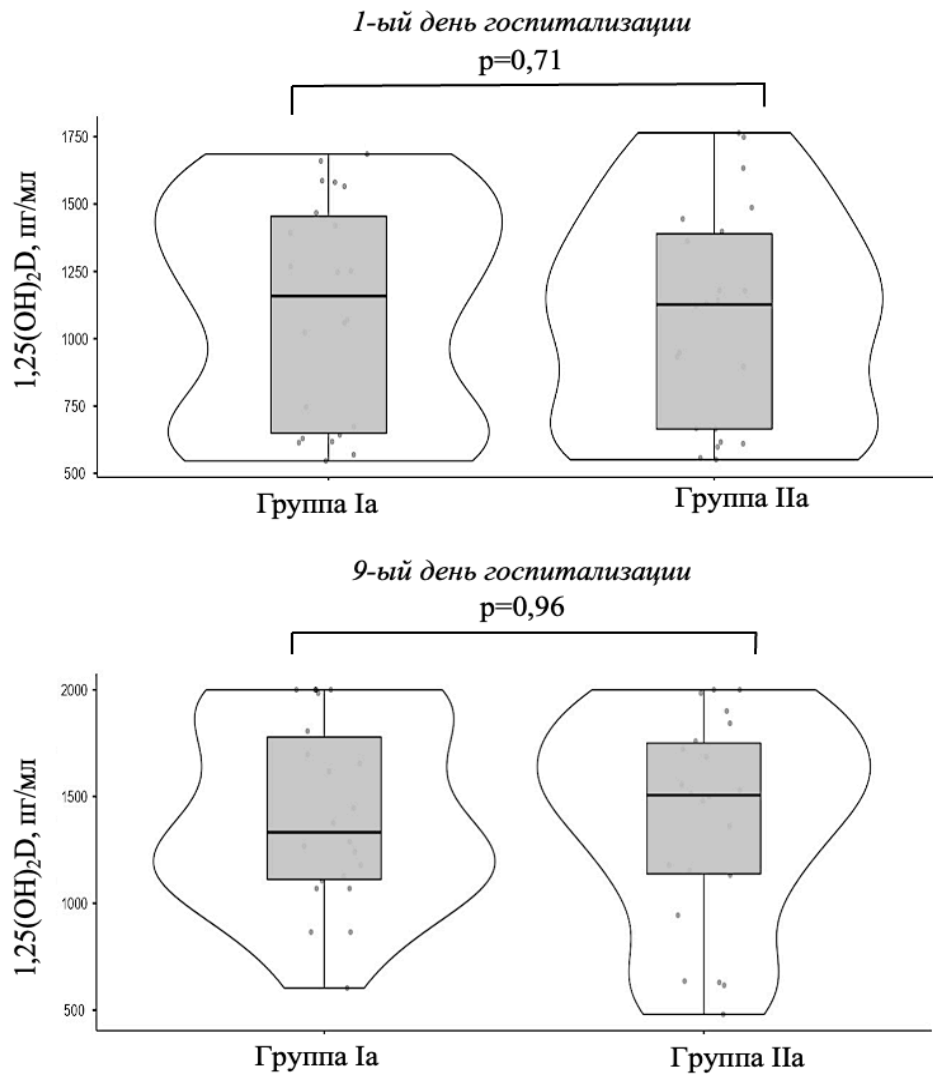 1-ый день госпитализации
p=0,71
1,25(OH)₂D, пг/мл
1750
1500
1250
1000
750
500
Группа Ia
Группа IIa
9-ый день госпитализации
p=0,96
1,25(OH)₂D, пг/мл
2000
1500
1000
500
Группа Ia
Группа IIa